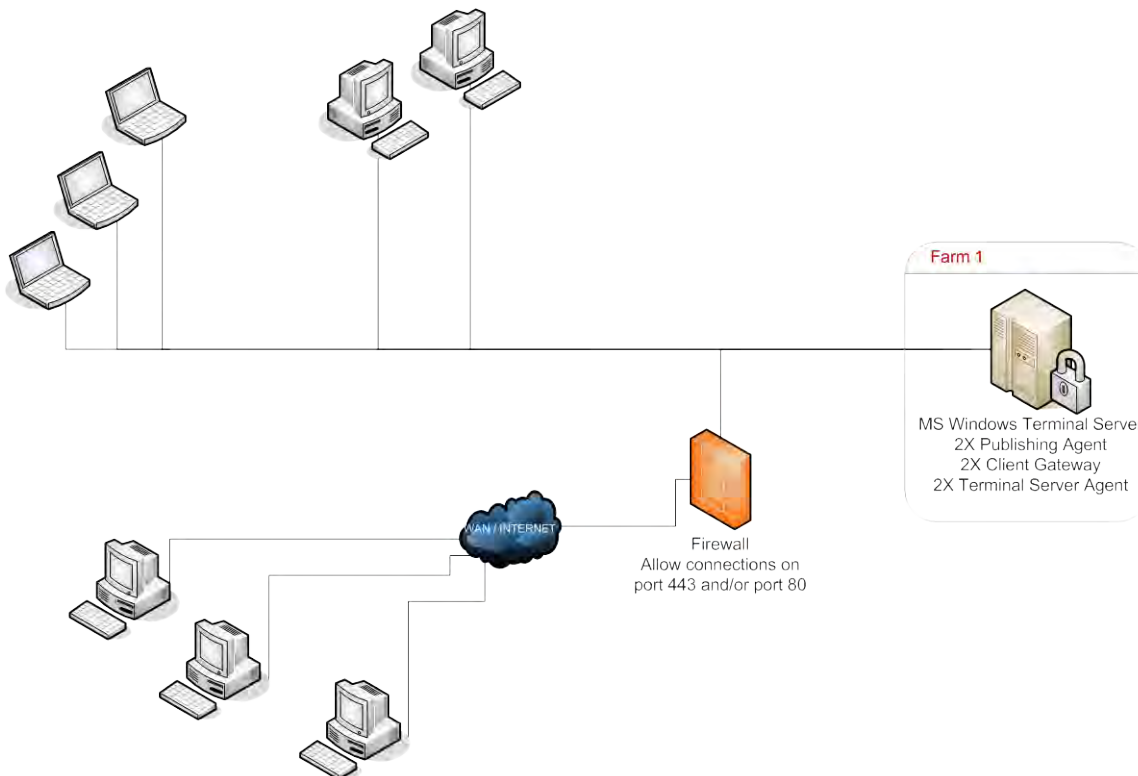 Farm 1
MS Windows Terminal Serve
2X Publishing Agent
2X Client Gateway
2X Terminal Server Agent
WAN / INTERNET
Firewall
Allow connections on
port 443 and/or port 80